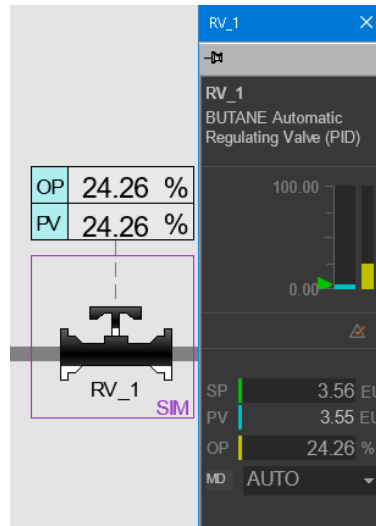 RV_1
RV_1
BUTANE Automatic
Regulating Valve (PID)
OP 24.26 %
PV 24.26 %
100.00
0.00
RV_1
SIM
SP 3.56 EU
PV 3.55 EU
OP 24.26 %
MD AUTO